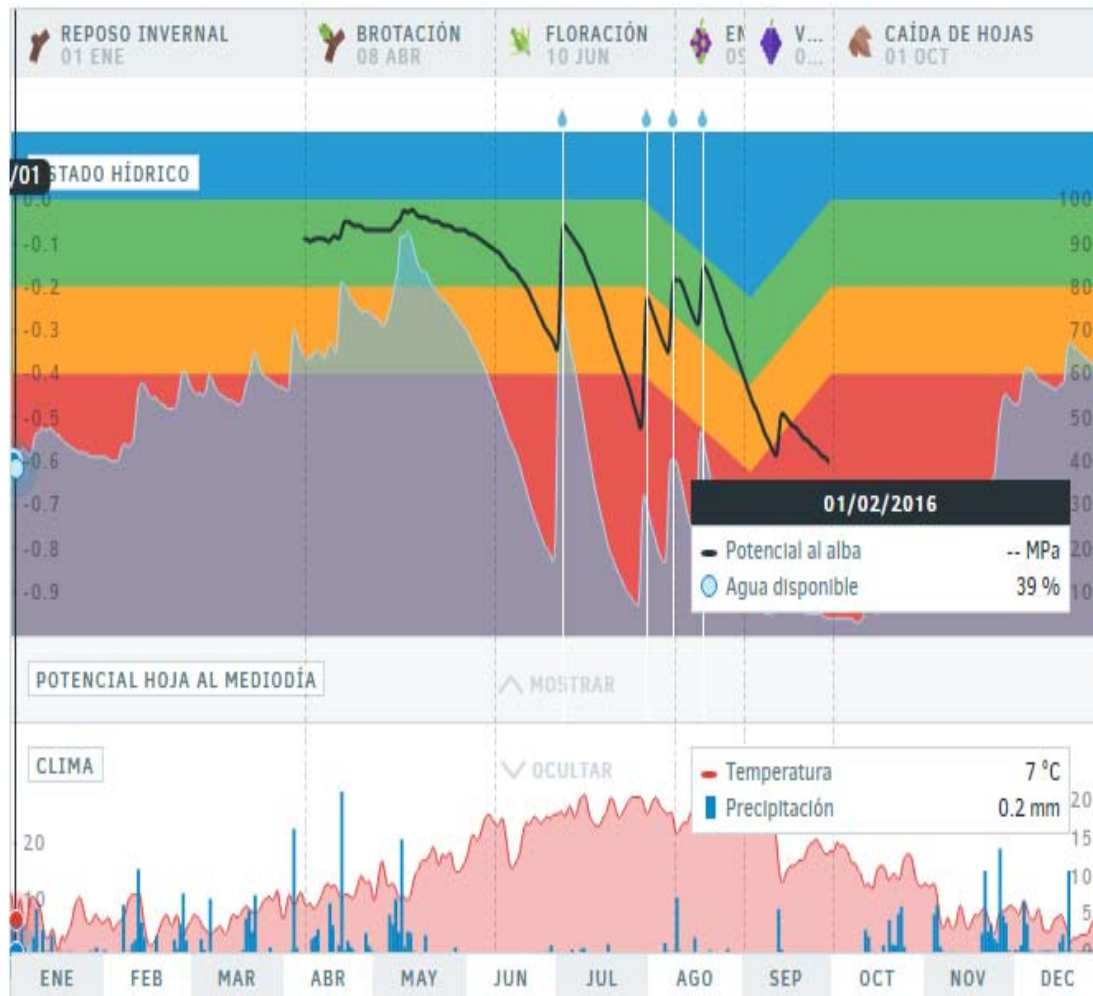 REPOSO INVERNAL
01 ENE
BROTACIÓN
08 ABR
FLORACIÓN
10 JUN
V...
0...
CAÍDA DE HOJAS
01 OCT
/01
STADO HÍDRICO
0.0
-0.1
-0.2
-0.3
-0.4
-0.5
-0.6
-0.7
-0.8
-0.9
100
90
80
70
60
50
40
30
20
10
01/02/2016
Potencial al alba -- MPa
Agua disponible 39 %
POTENCIAL HOJA AL MEDIODÍA
MOSTRAR
CLIMA
OCULTAR
Temperatura 7 °C
Precipitación 0.2 mm
20
10
20
15
10
5
0
ENE FEB MAR ABR MAY JUN JUL AGO SEP OCT NOV DEC